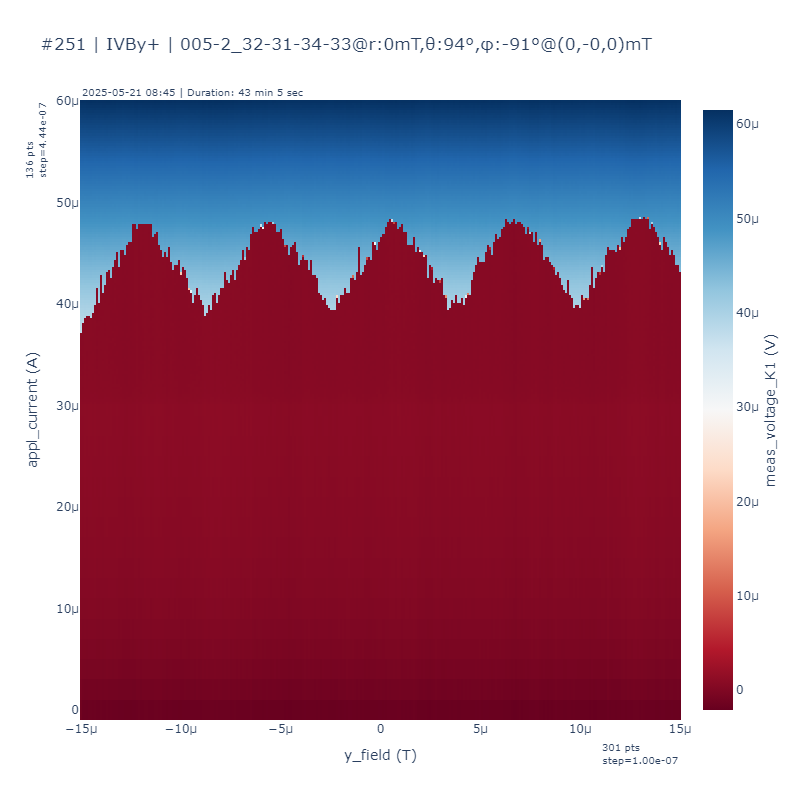 #251 | IVBy+ | 005-2_32-31-34-33@r:0mT,θ:94°,φ:-91°@(0,-0,0)mT
2025-05-21 08:45 | Duration: 43 min 5 sec
136 pts
step=4.44e-07
60μ
50μ
40μ
30μ
20μ
10μ
0
appl_current (A)
−15μ
−10μ
−5μ
0
5μ
10μ
15μ
y_field (T)
301 pts
step=1.00e-07
60μ
50μ
40μ
30μ
20μ
10μ
0
meas_voltage_K1 (V)